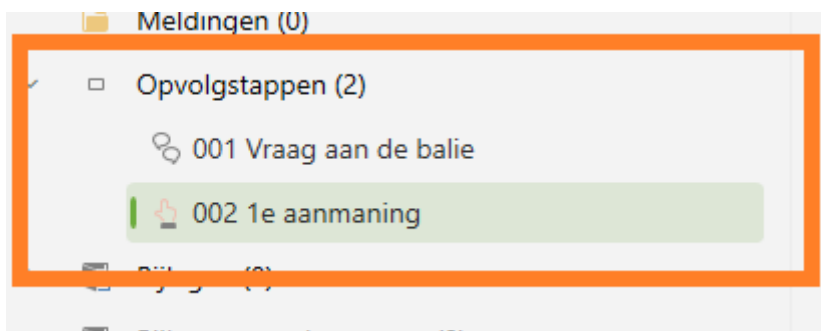 Meldingen (0)
Opvolgstappen (2)
001 Vraag aan de balie
002 1e aanmaning